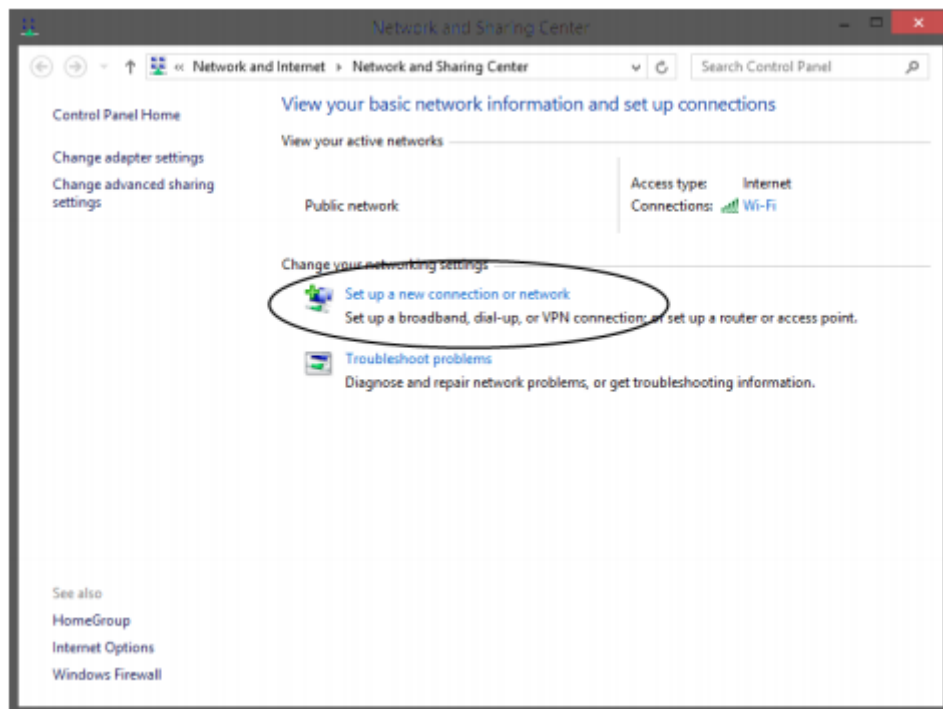 Network and Sharing Center
« Network and Internet ▸ Network and Sharing Center
Search Control Panel
Control Panel Home
Change adapter settings
Change advanced sharing
settings
View your basic network information and set up connections
View your active networks
Public network
Access type: Internet
Connections: Wi-Fi
Change your networking settings
Set up a new connection or network
Set up a broadband, dial-up, or VPN connection; or set up a router or access point.
Troubleshoot problems
Diagnose and repair network problems, or get troubleshooting information.
See also
HomeGroup
Internet Options
Windows Firewall